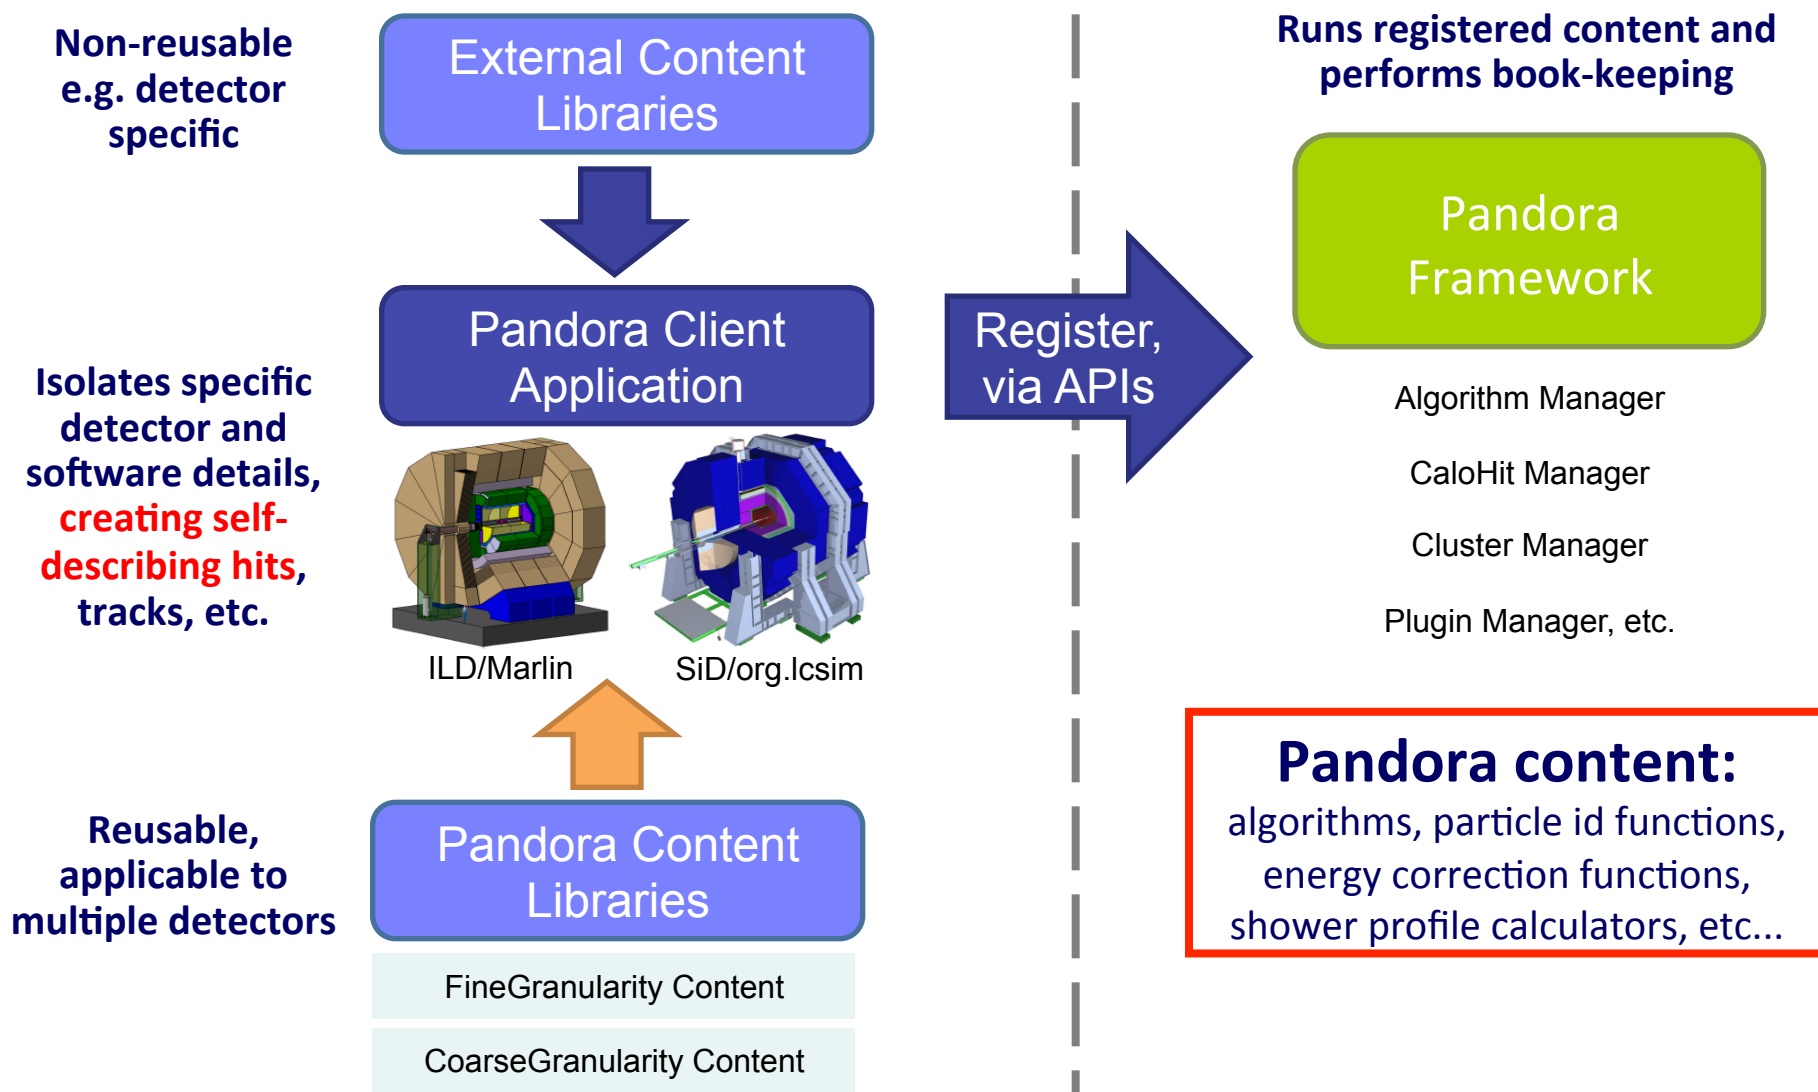 Non-reusable
e.g. detector
specific
External Content
Libraries
Pandora Client
Application
Isolates specific
detector and
software details,
creating self-
describing hits,
tracks, etc.
ILD/Marlin
SiD/org.lcsim
Reusable,
applicable to
multiple detectors
Pandora Content
Libraries
FineGranularity Content
CoarseGranularity Content
Register,
via APIs
Runs registered content and
performs book-keeping
Pandora
Framework
Algorithm Manager
CaloHit Manager
Cluster Manager
Plugin Manager, etc.
Pandora content:
algorithms, particle id functions,
energy correction functions,
shower profile calculators, etc...